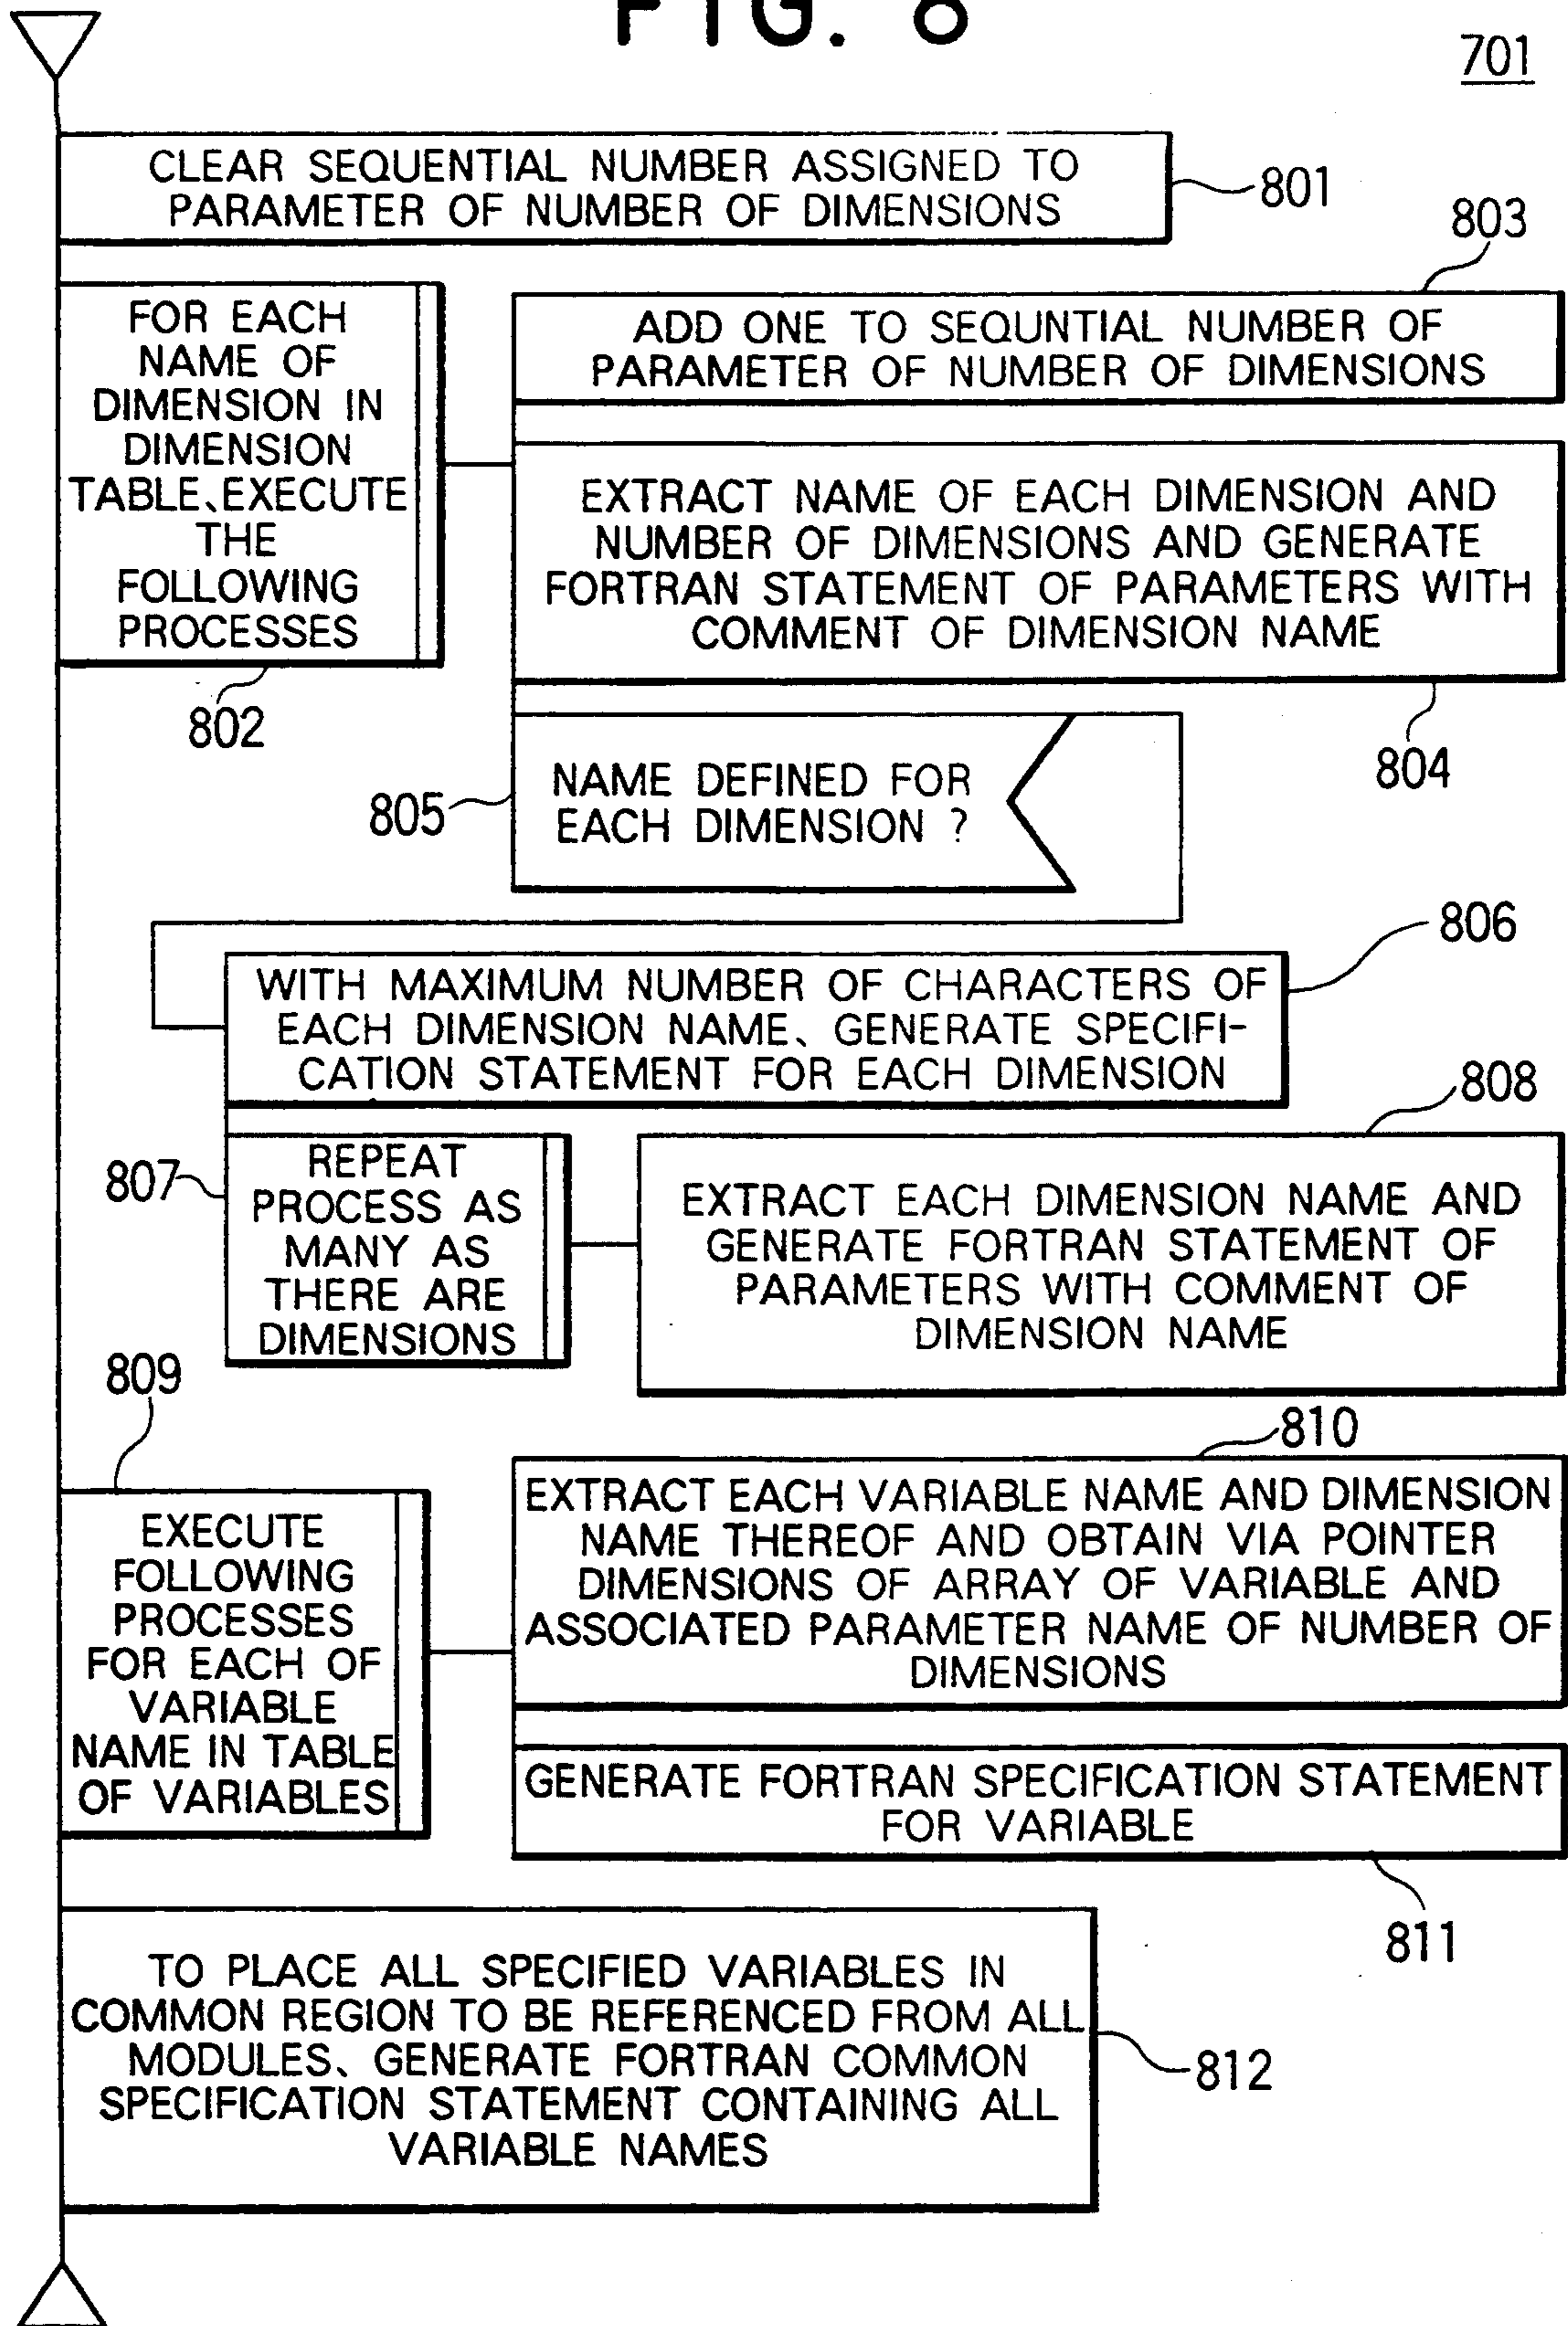 FIG. 8
701
CLEAR SEQUENTIAL NUMBER ASSIGNED TO
PARAMETER OF NUMBER OF DIMENSIONS
801
803
FOR EACH
NAME OF
DIMENSION IN
DIMENSION
TABLE、EXECUTE
THE
FOLLOWING
PROCESSES
802
ADD ONE TO SEQUNTIAL NUMBER OF
PARAMETER OF NUMBER OF DIMENSIONS
EXTRACT NAME OF EACH DIMENSION AND
NUMBER OF DIMENSIONS AND GENERATE
FORTRAN STATEMENT OF PARAMETERS WITH
COMMENT OF DIMENSION NAME
804
805
NAME DEFINED FOR
EACH DIMENSION ?
806
WITH MAXIMUM NUMBER OF CHARACTERS OF
EACH DIMENSION NAME、GENERATE SPECIFI-
CATION STATEMENT FOR EACH DIMENSION
808
807
REPEAT
PROCESS AS
MANY AS
THERE ARE
DIMENSIONS
EXTRACT EACH DIMENSION NAME AND
GENERATE FORTRAN STATEMENT OF
PARAMETERS WITH COMMENT OF
DIMENSION NAME
809
810
EXECUTE
FOLLOWING
PROCESSES
FOR EACH OF
VARIABLE
NAME IN TABLE
OF VARIABLES
EXTRACT EACH VARIABLE NAME AND DIMENSION
NAME THEREOF AND OBTAIN VIA POINTER
DIMENSIONS OF ARRAY OF VARIABLE AND
ASSOCIATED PARAMETER NAME OF NUMBER OF
DIMENSIONS
GENERATE FORTRAN SPECIFICATION STATEMENT
FOR VARIABLE
811
TO PLACE ALL SPECIFIED VARIABLES IN
COMMON REGION TO BE REFERENCED FROM ALL
MODULES、GENERATE FORTRAN COMMON
SPECIFICATION STATEMENT CONTAINING ALL
VARIABLE NAMES
812